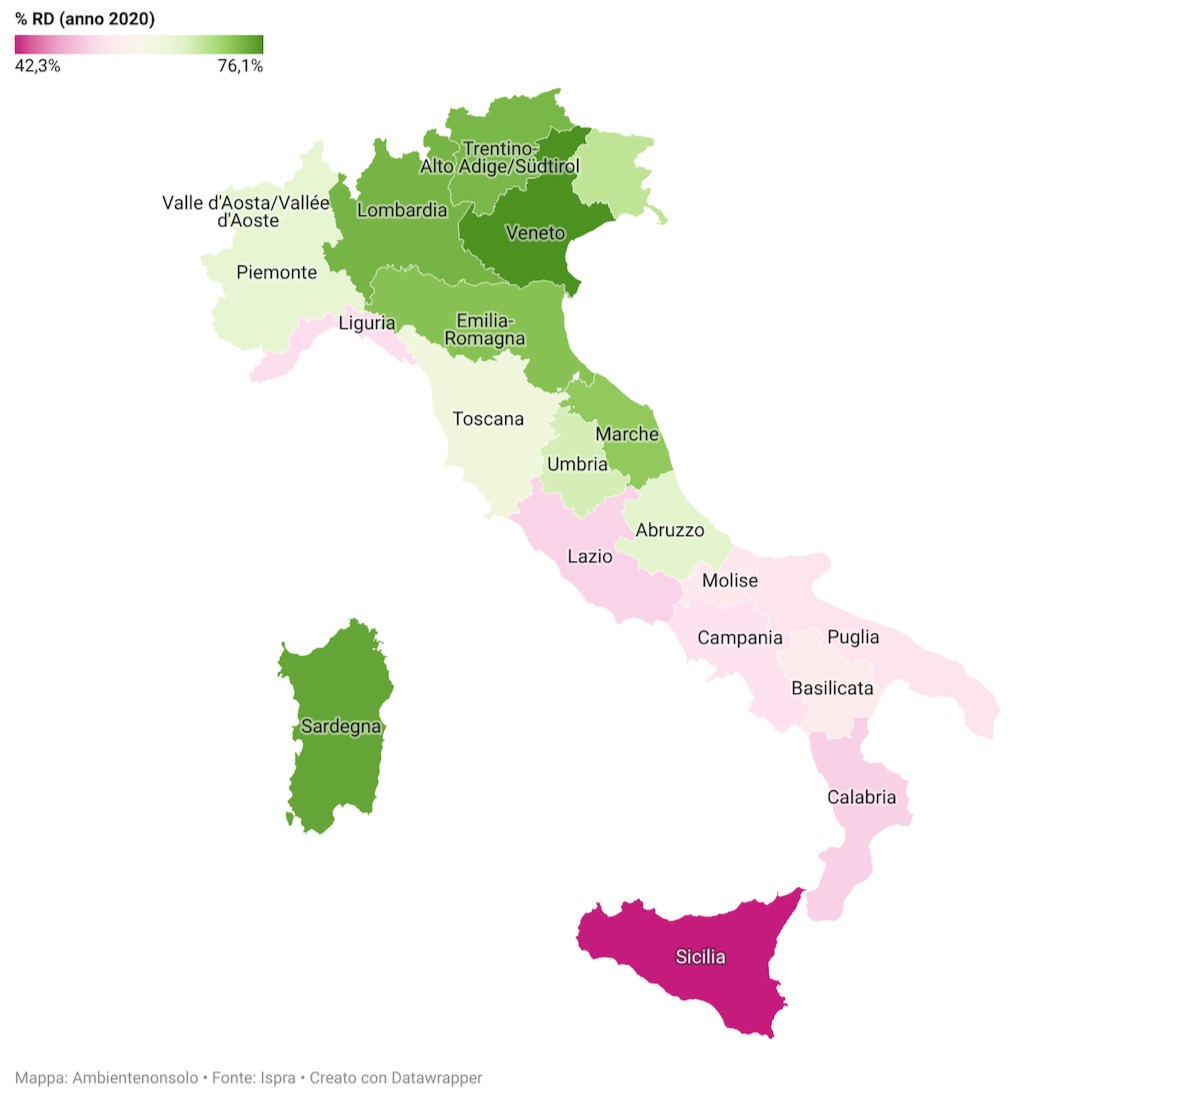 % RD (anno 2020)
42,3% 76,1%
Trentino-
Alto Adige/Südtirol
Valle d'Aosta/Vallée
d'Aoste
Lombardia
Veneto
Piemonte
Liguria
Emilia-
Romagna
Toscana
Marche
Umbria
Abruzzo
Lazio
Molise
Campania
Puglia
Basilicata
Sardegna
Calabria
Sicilia
Mappa: Ambientenonsolo • Fonte: Ispra • Creato con Datawrapper